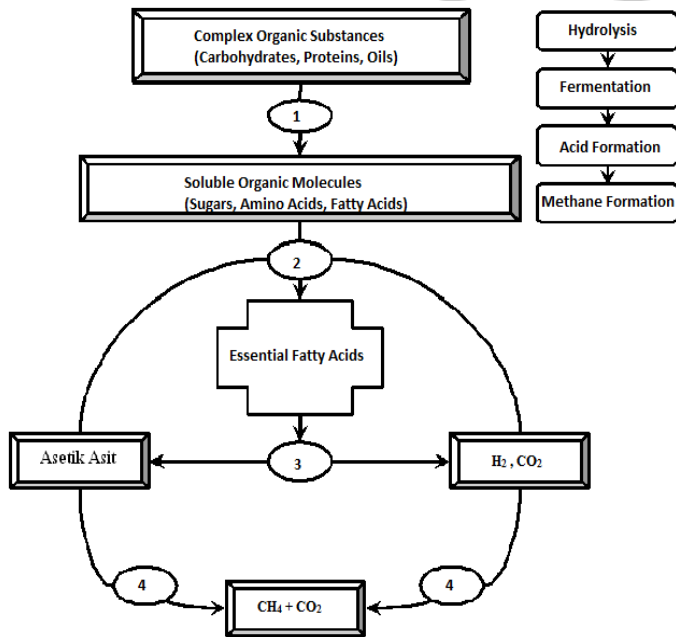 Complex Organic Substances
(Carbohydrates, Proteins, Oils)
1
Soluble Organic Molecules
(Sugars, Amino Acids, Fatty Acids)
2
Essential Fatty Acids
Asetik Asit
3
H₂ , CO₂
4
4
CH₄ + CO₂
Hydrolysis
Fermentation
Acid Formation
Methane Formation